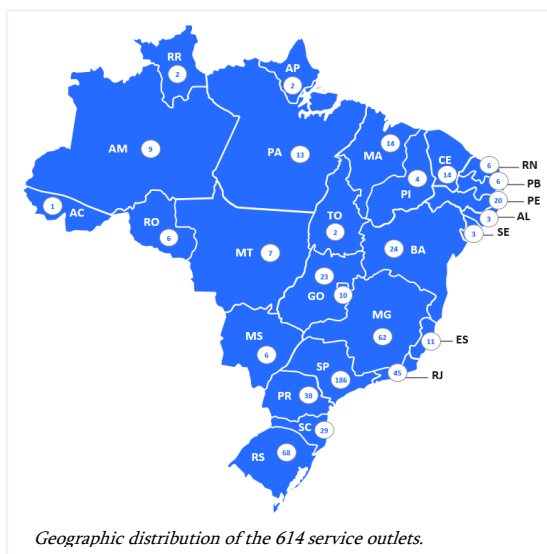 RR
2
AP
2
AM
9
PA
13
MA
14
CE
14
6
RN
PI
4
6
PB
20
PE
3
AL
3
SE
1
AC
RO
6
TO
2
MT
7
24
BA
23
GO
10
MG
62
11
ES
MS
6
SP
186
45
RJ
PR
38
SC
29
RS
68
Geographic distribution of the 614 service outlets.